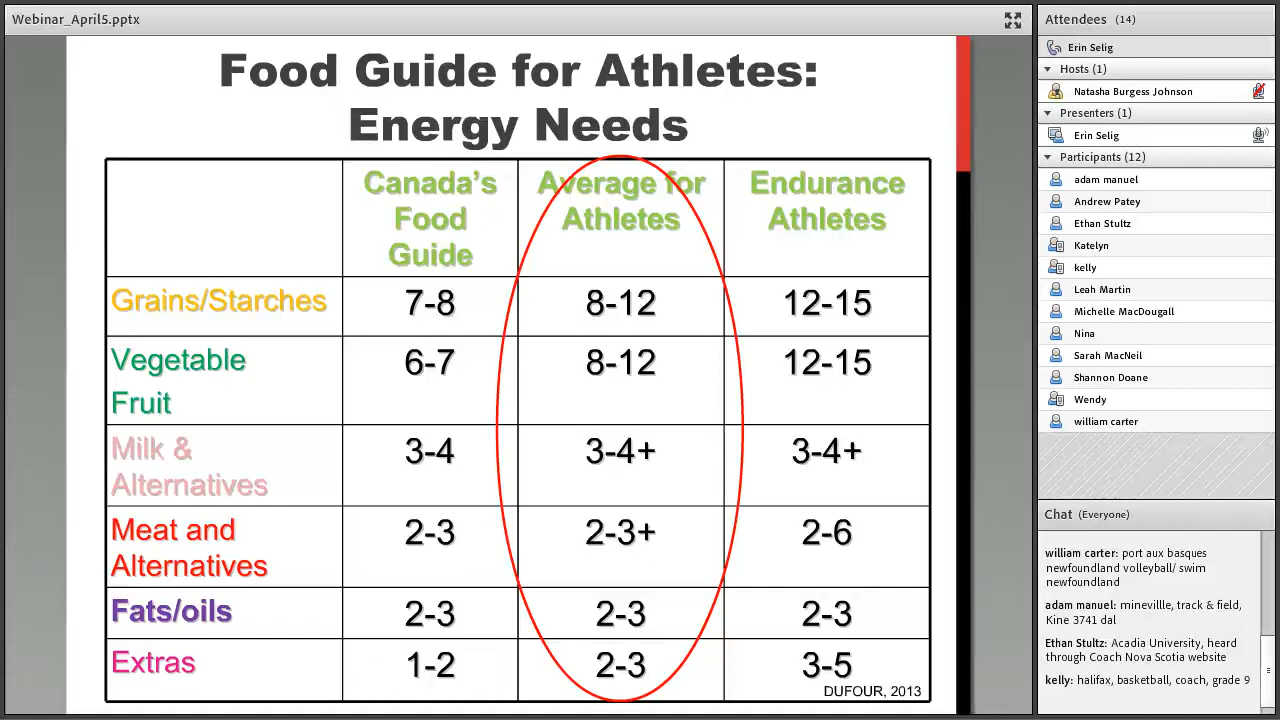 Webinar_April5.pptx
Food Guide for Athletes:
Energy Needs
Canada's
Food
Guide
Average for
Athletes
Endurance
Athletes
Grains/Starches
7-8
8-12
12-15
Vegetable
Fruit
6-7
8-12
12-15
Milk &
Alternatives
3-4
3-4+
3-4+
Meat and
Alternatives
2-3
2-3+
2-6
Fats/oils
2-3
2-3
2-3
Extras
1-2
2-3
3-5
DUFOUR, 2013
Attendees (14)
Erin Selig
Hosts (1)
Natasha Burgess Johnson
Presenters (1)
Erin Selig
Participants (12)
adam manuel
Andrew Patey
Ethan Stultz
Katelyn
kelly
Leah Martin
Michelle MacDougall
Nina
Sarah MacNeil
Shannon Doane
Wendy
william carter
Chat (Everyone)
william carter: port aux basques
newfoundland volleyball/ swim
newfoundland
adam manuel: hrinevillle, track & field,
Kine 3741 dal
Ethan Stultz: Acadia University, heard
through Coach Nova Scotia website
kelly: halifax, basketball, coach, grade 9